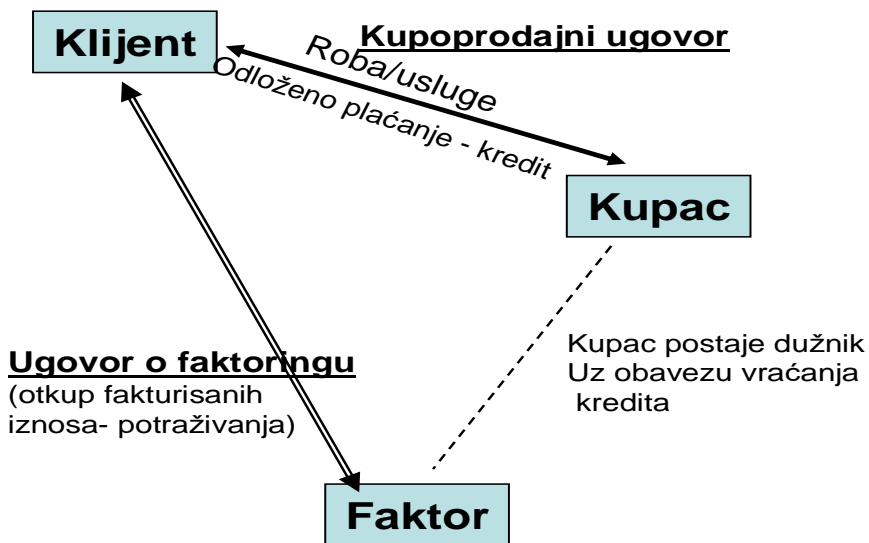 Klijent
Kupoprodajni ugovor
Roba/usluge
Odloženo plaćanje - kredit
Kupac
Ugovor o faktoringu
(otkup fakturisanih
iznosa- potraživanja)
Kupac postaje dužnik
Uz obavezu vraćanja
kredita
Faktor